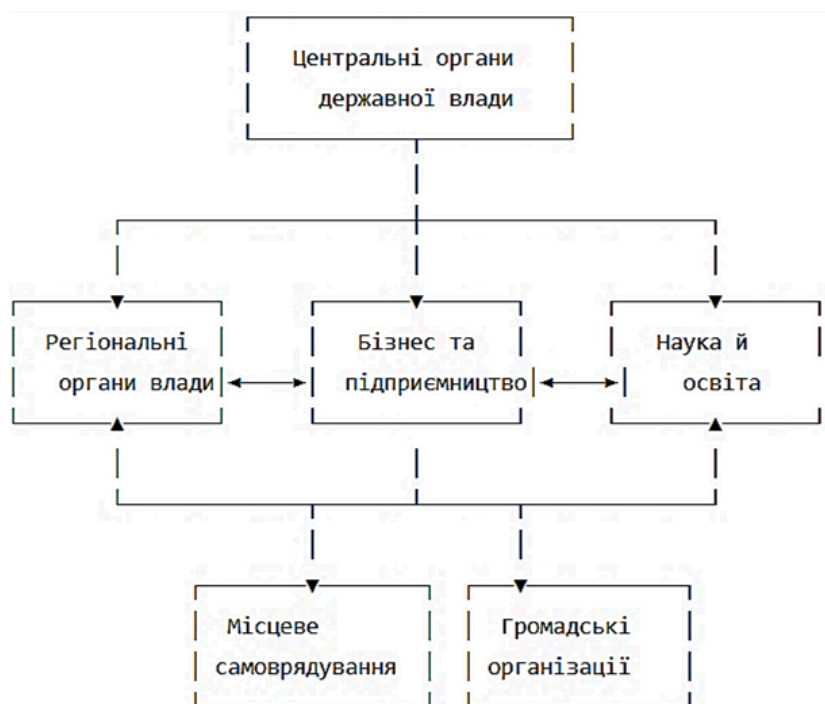 Центральні органи
державної влади
Регіональні
органи влади
Бізнес та
підприємництво
Наука й
освіта
Місцеве
самоврядування
Громадські
організації